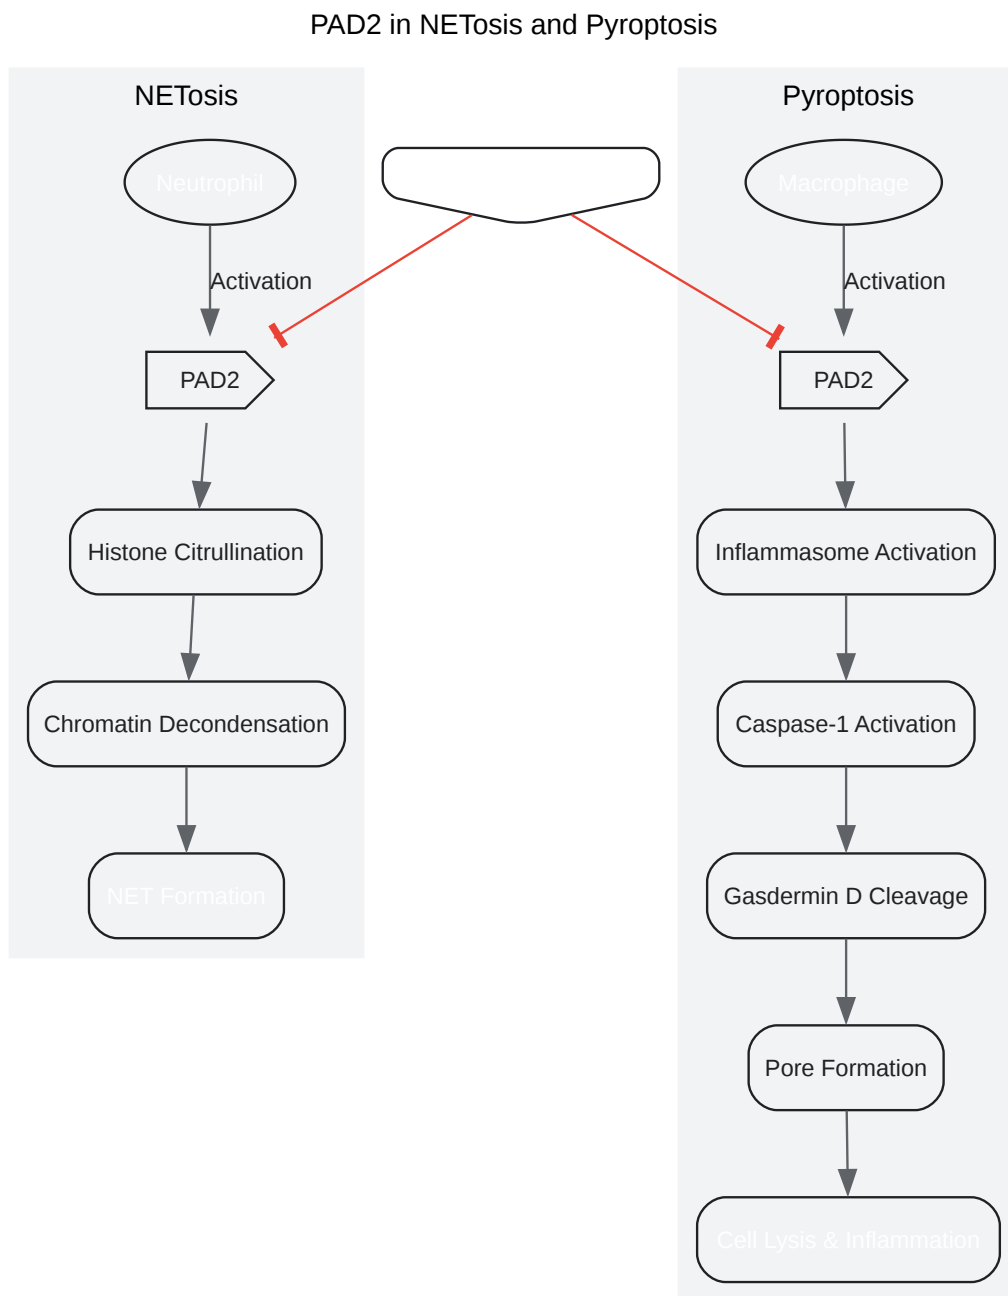 PAD2 in NETosis and Pyroptosis
NETosis
Pyroptosis
Neutrophil
Macrophage
Activation
Activation
PAD2
PAD2
Histone Citrullination
Inflammasome Activation
Chromatin Decondensation
Caspase-1 Activation
NET Formation
Gasdermin D Cleavage
Pore Formation
Cell Lysis & Inflammation